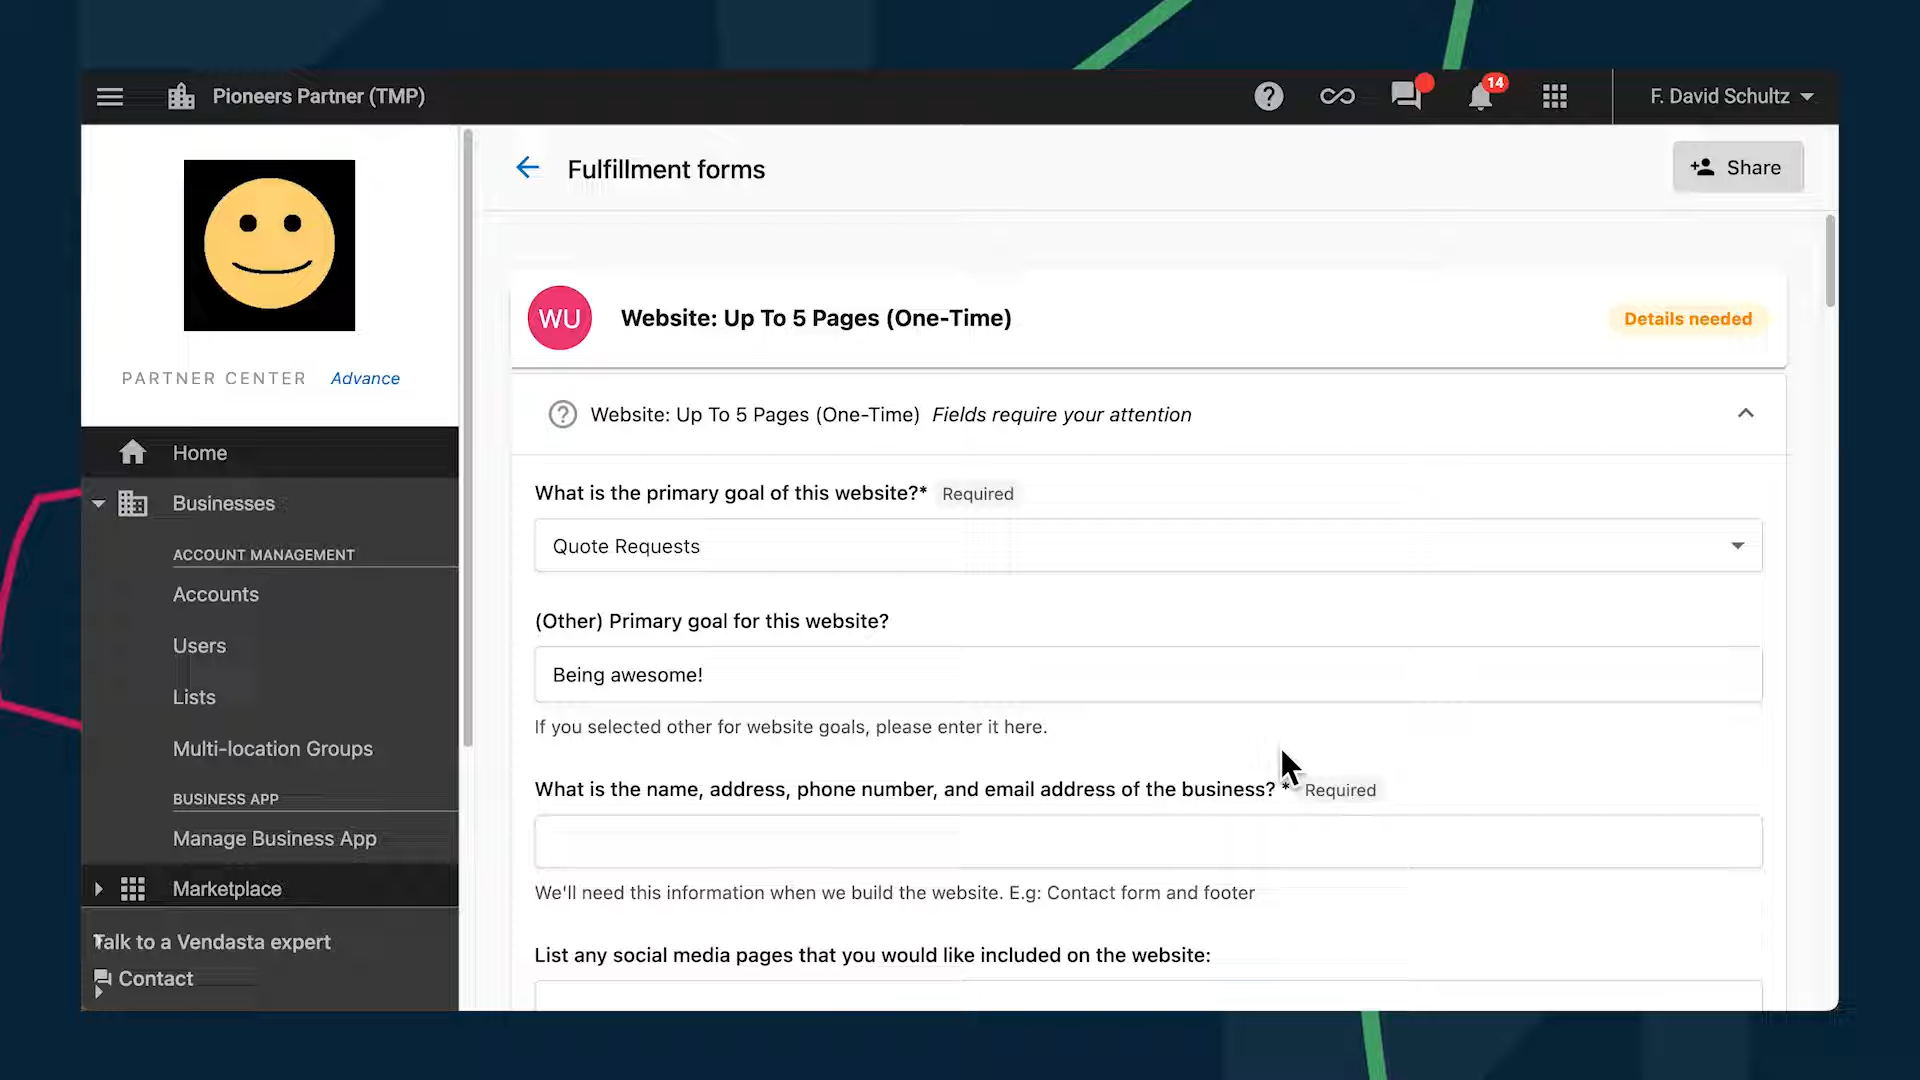 Pioneers Partner (TMP)
14
F. David Schultz
PARTNER CENTER Advance
Home
Businesses
ACCOUNT MANAGEMENT
Accounts
Users
Lists
Multi-location Groups
BUSINESS APP
Manage Business App
Marketplace
Talk to a Vendasta expert
Contact
Fulfillment forms
Share
WU
Website: Up To 5 Pages (One-Time)
Details needed
Website: Up To 5 Pages (One-Time) Fields require your attention
What is the primary goal of this website?* Required
Quote Requests
(Other) Primary goal for this website?
Being awesome!
If you selected other for website goals, please enter it here.
What is the name, address, phone number, and email address of the business? * Required
We'll need this information when we build the website. E.g: Contact form and footer
List any social media pages that you would like included on the website: